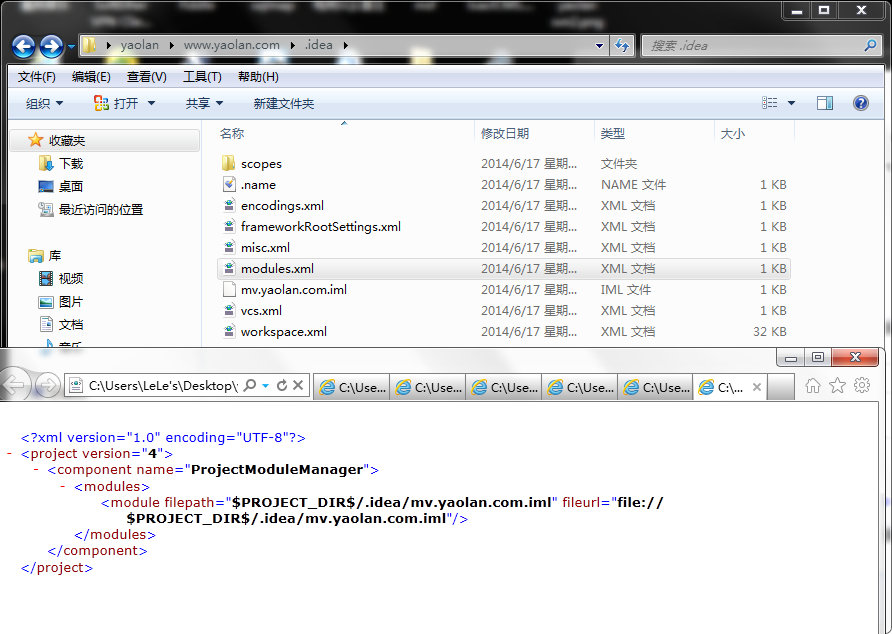 yaolan
www.yaolan.com
.idea
搜索 .idea
文件(F) 编辑(E) 查看(V) 工具(T) 帮助(H)
组织 打开 共享 新建文件夹
名称 修改日期 类型 大小
收藏夹
下载
桌面
最近访问的位置
库
视频
图片
文档
音乐
scopes 2014/6/17 星期... 文件夹
.name 2014/6/17 星期... NAME 文件 1 KB
encodings.xml 2014/6/17 星期... XML 文档 1 KB
frameworkRootSettings.xml 2014/6/17 星期... XML 文档 1 KB
misc.xml 2014/6/17 星期... XML 文档 1 KB
modules.xml 2014/6/17 星期... XML 文档 1 KB
mv.yaolan.com.iml 2014/6/17 星期... IML 文件 1 KB
vcs.xml 2014/6/17 星期... XML 文档 1 KB
workspace.xml 2014/6/17 星期... XML 文档 32 KB
C:\Users\LeLe's\Desktop\ C:\Use... C:\Use... C:\Use... C:\Use... C:\Use... C:\...
<?xml version="1.0" encoding="UTF-8"?>
- <project version="4">
- <component name="ProjectModuleManager">
- <modules>
<module filepath="$PROJECT_DIR$/.idea/mv.yaolan.com.iml" fileurl="file://
$PROJECT_DIR$/.idea/mv.yaolan.com.iml"/>
</modules>
</component>
</project>